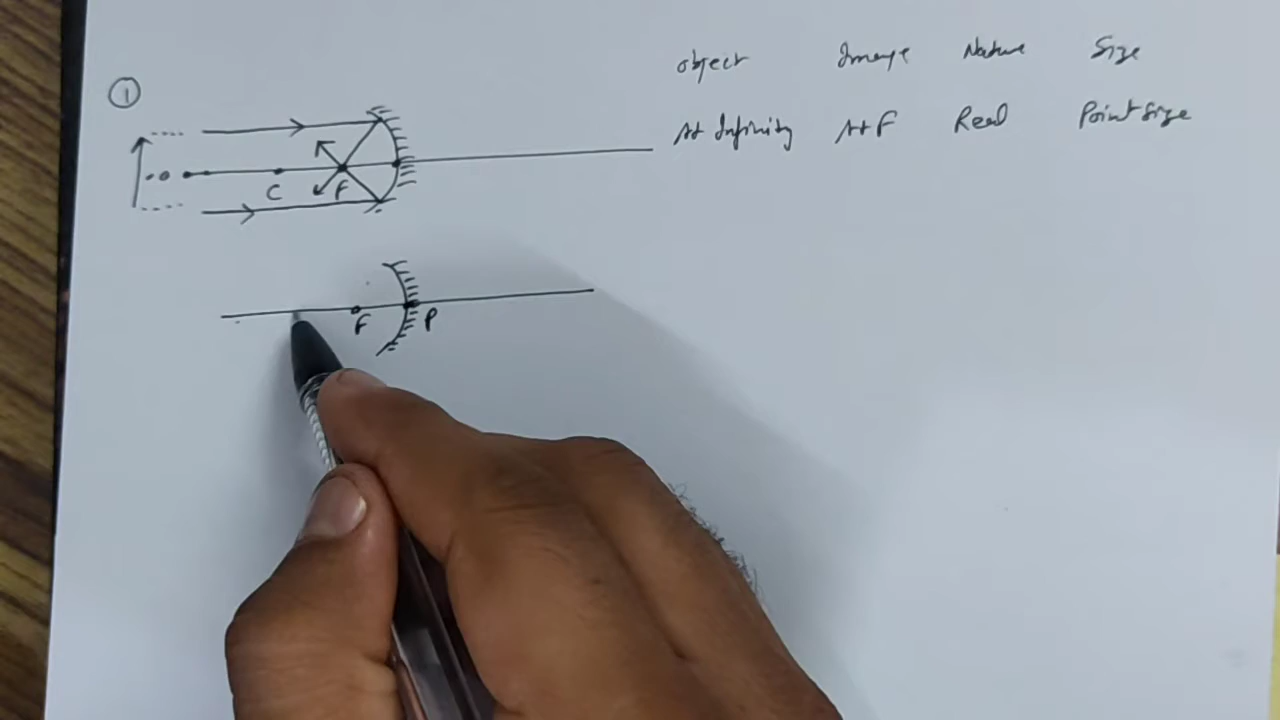 object Image Nature Size
①
At Infinity At F Real Point Size
C F
F P